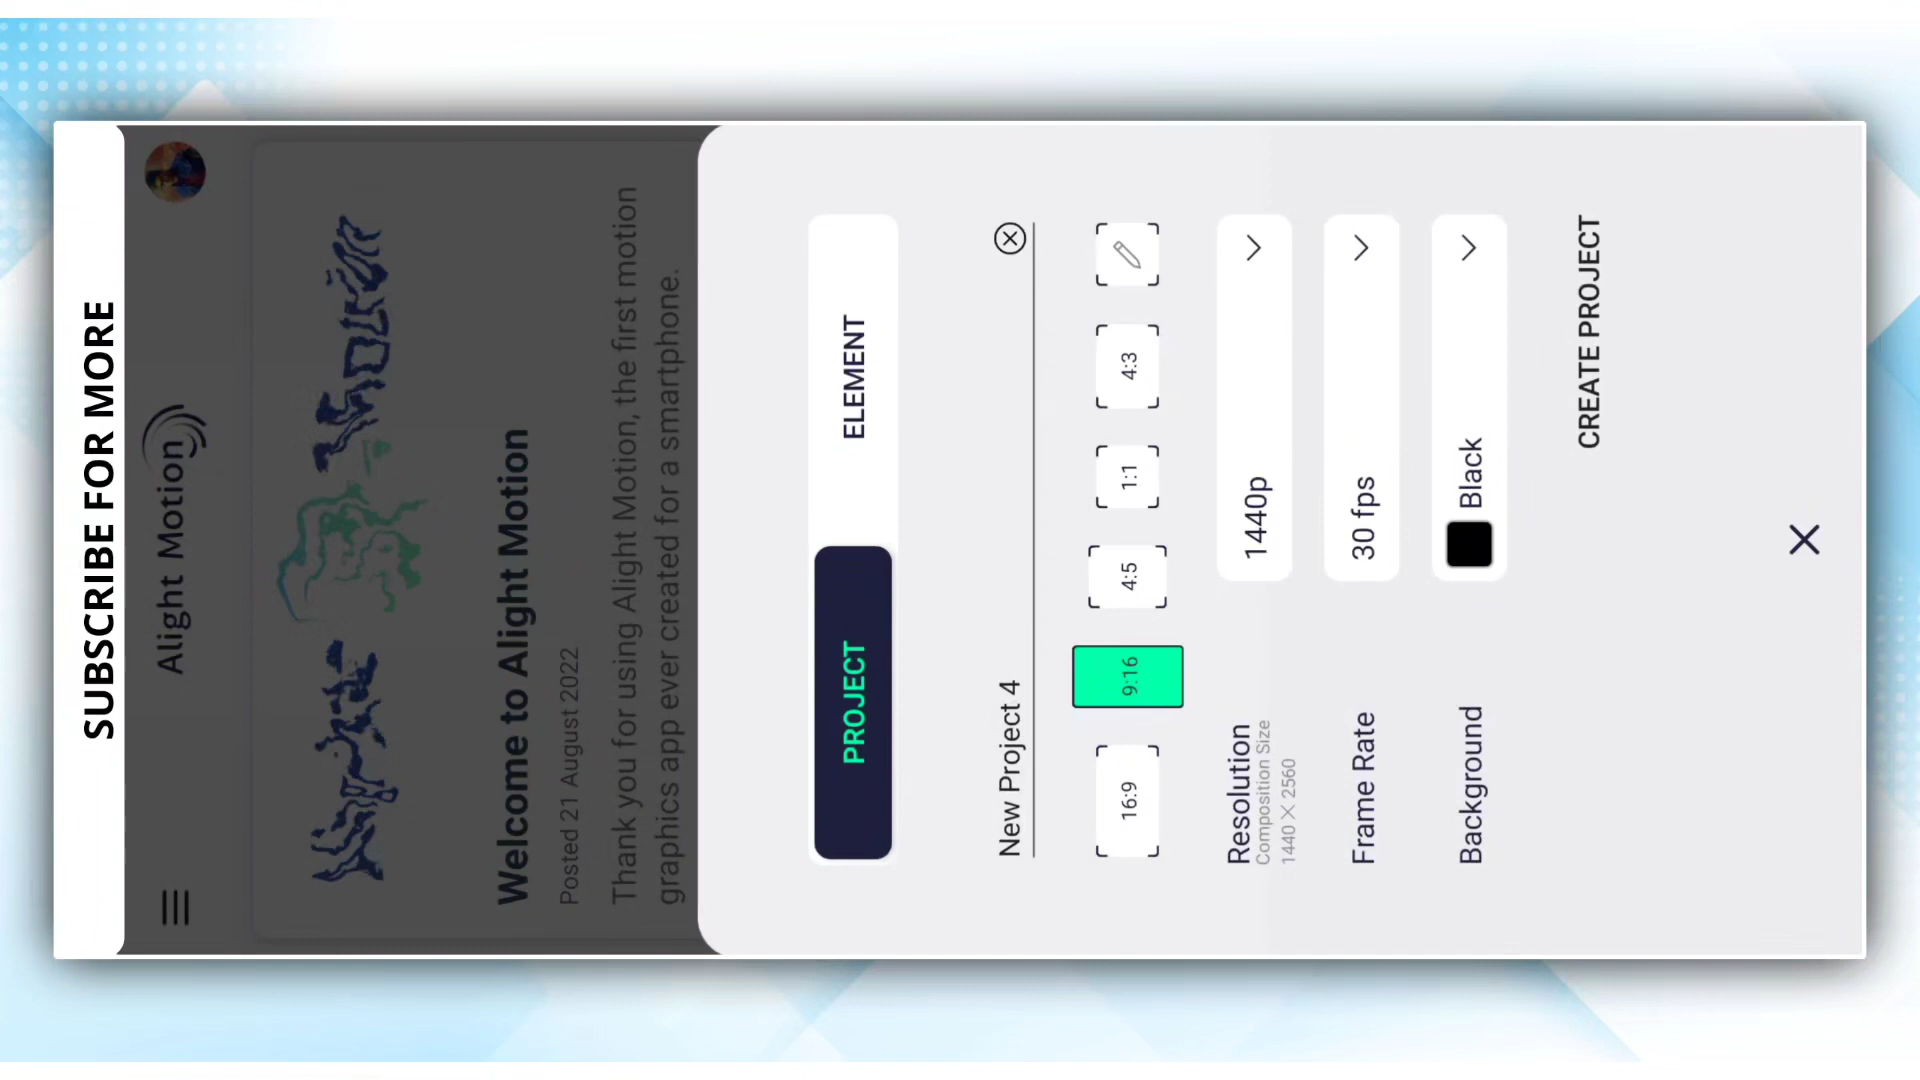 SUBSCRIBE FOR MORE
Alight Motion
Welcome to Alight Motion
Posted 21 August 2022
Thank you for using Alight Motion, the first motion
graphics app ever created for a smartphone.
PROJECT ELEMENT
New Project 4
16:9 9:16 4:5 1:1 4:3
Resolution 1440p
Composition Size
1440 X 2560
Frame Rate 30 fps
Background Black
CREATE PROJECT